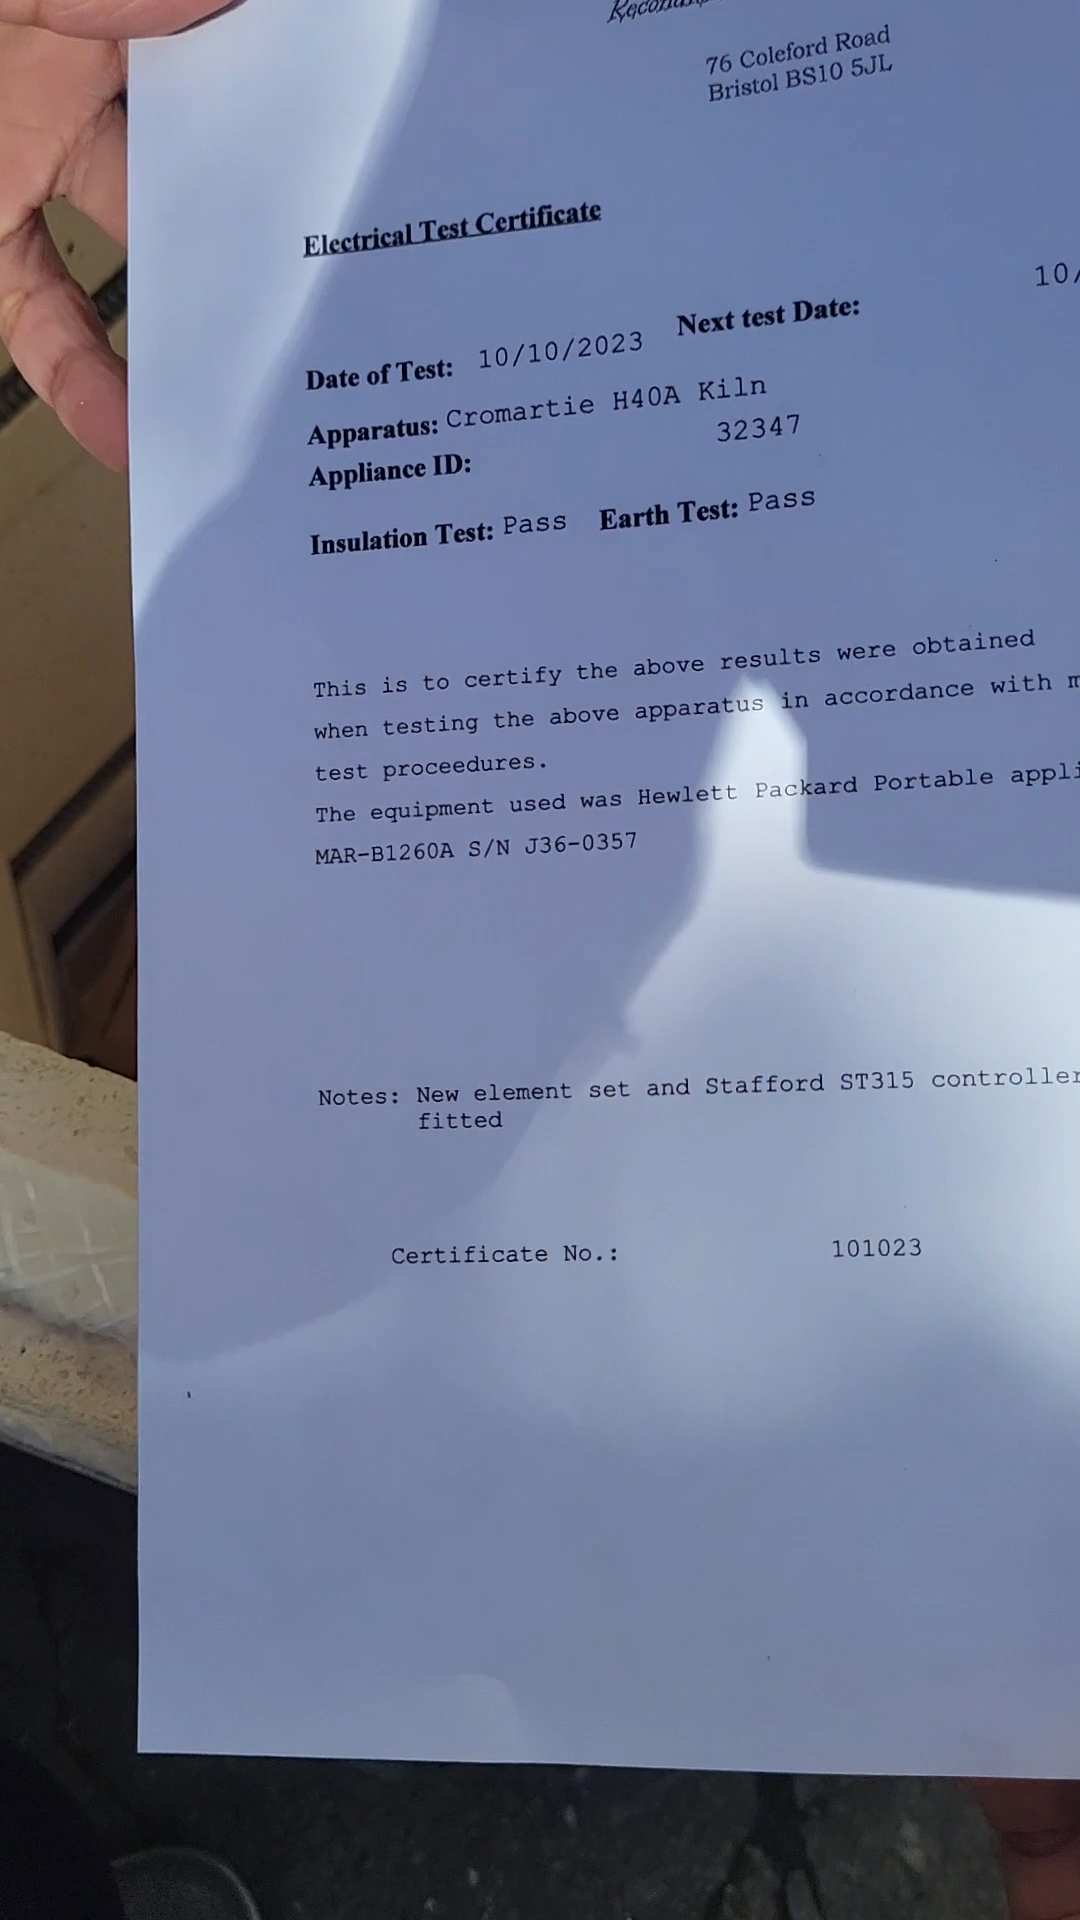 76 Coleford Road
Bristol BS10 5JL
Electrical Test Certificate
Date of Test: 10/10/2023 Next test Date: 10/
Apparatus: Cromartie H40A Kiln
Appliance ID: 32347
Insulation Test: Pass Earth Test: Pass
This is to certify the above results were obtained
when testing the above apparatus in accordance with
test proceedures.
The equipment used was Hewlett Packard Portable
MAR-B1260A S/N J36-0357
Notes: New element set and Stafford ST315 controller
fitted
Certificate No.: 101023